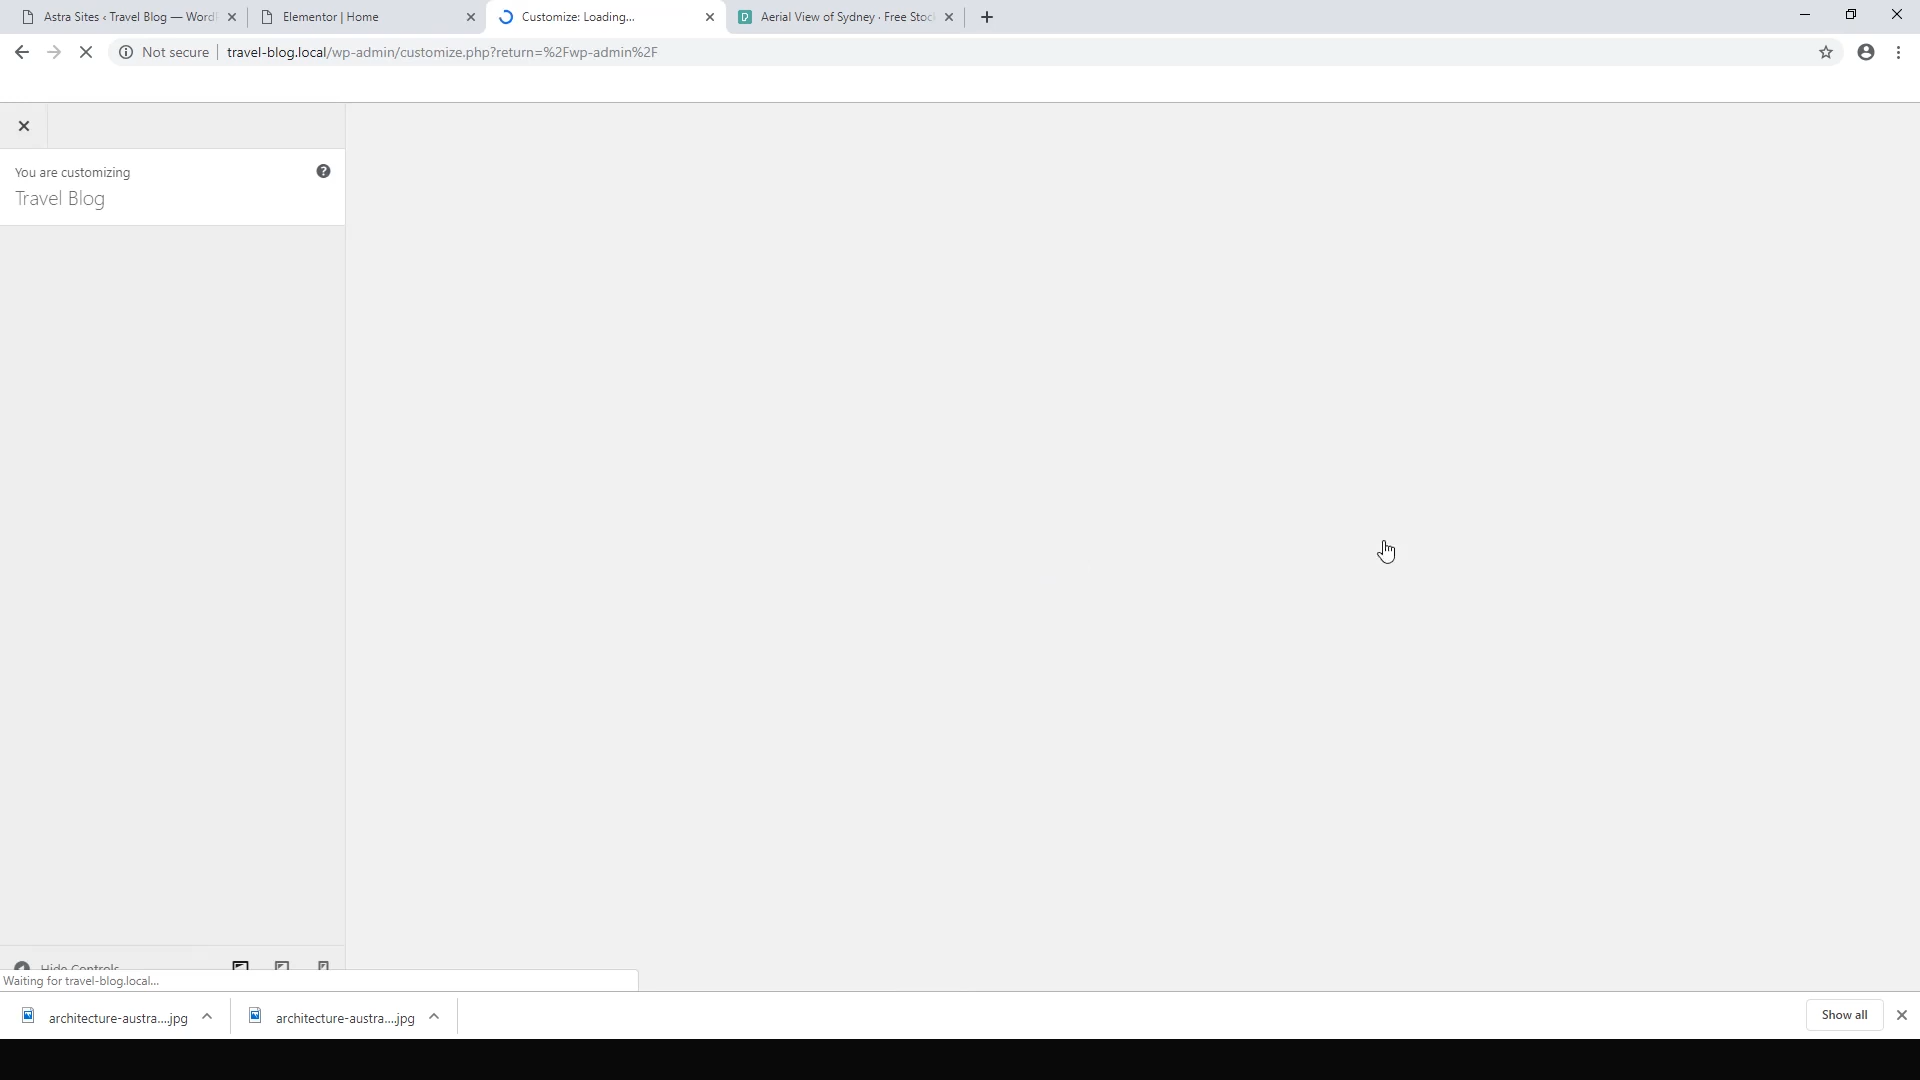 Astra Sites ‹ Travel Blog — Word
Elementor | Home
Customize: Loading...
Aerial View of Sydney · Free Stoc
Not secure
travel-blog.local/wp-admin/customize.php?return=%2Fwp-admin%2F
You are customizing
Travel Blog
Hide Controls
Waiting for travel-blog.local...
architecture-austra....jpg
architecture-austra....jpg
Show all